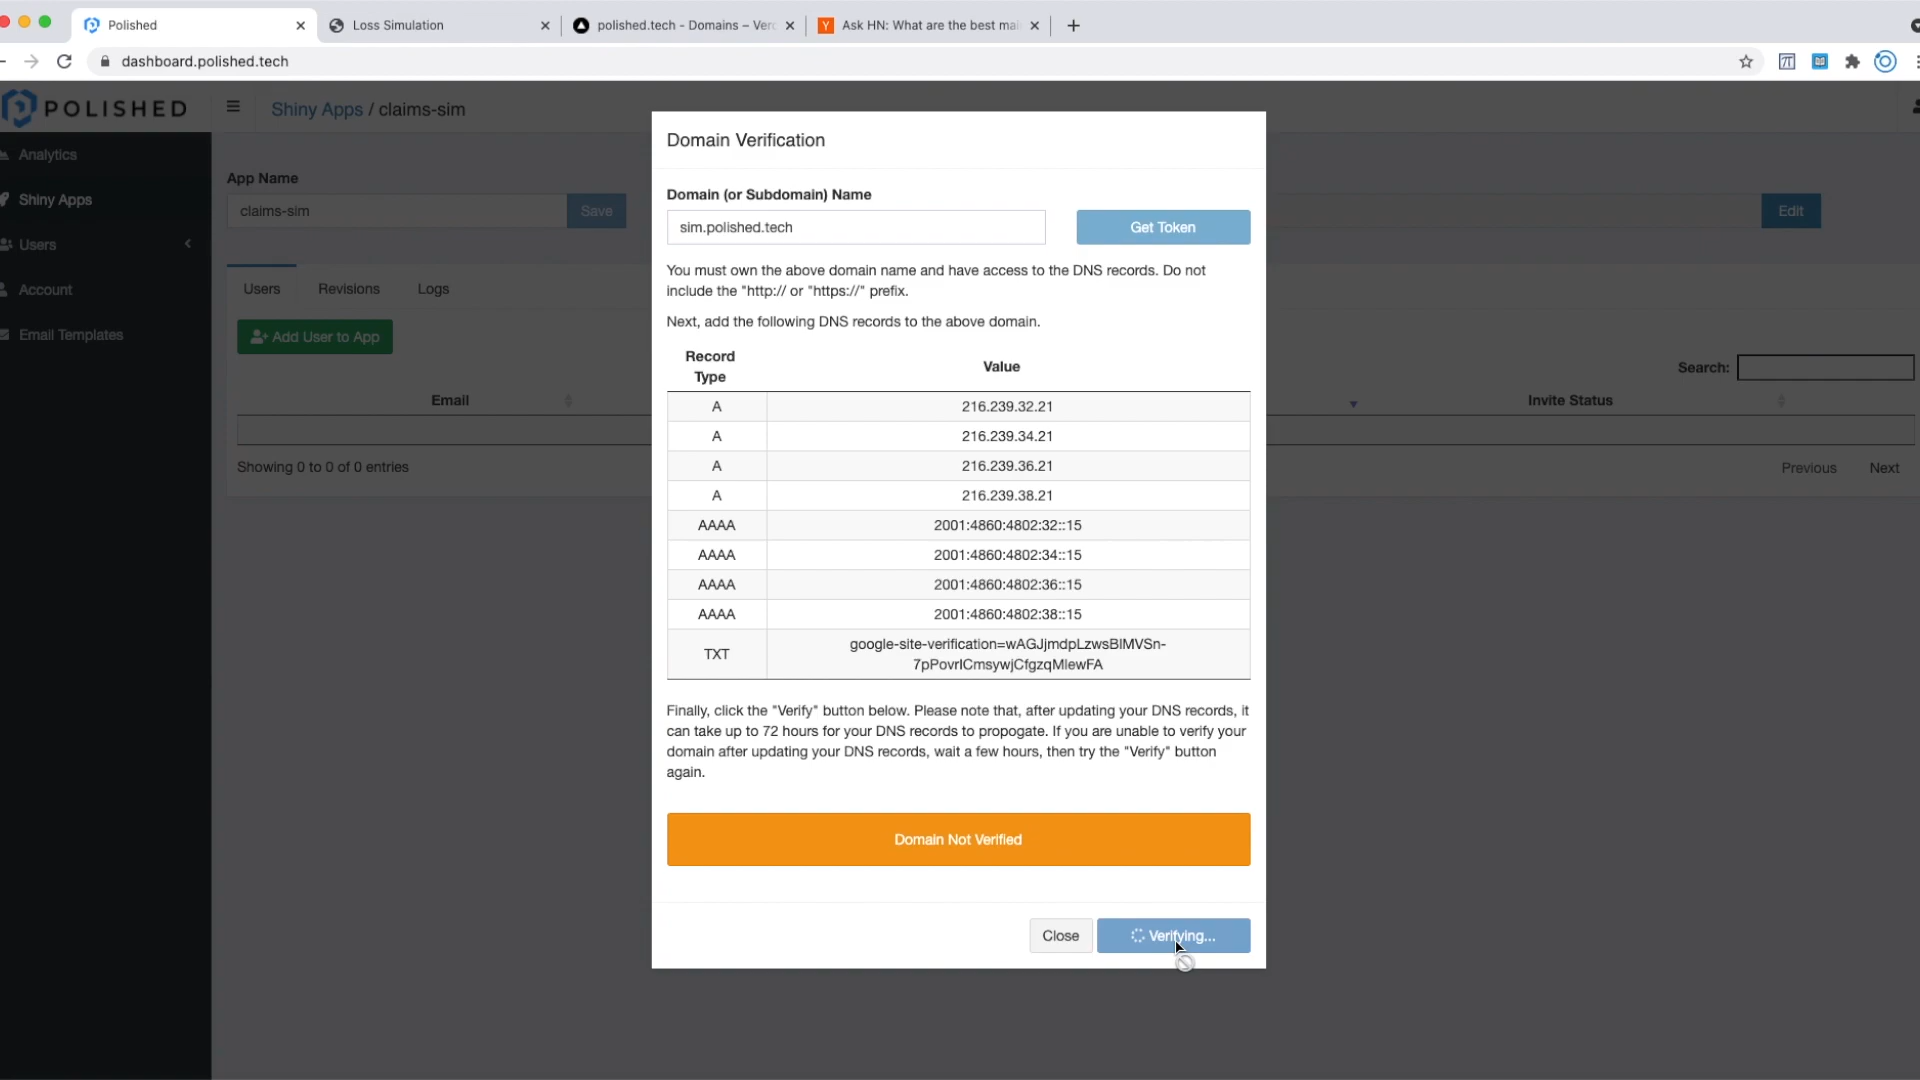 Polished
Loss Simulation
polished.tech - Domains – Verc
Ask HN: What are the best mai
dashboard.polished.tech
POLISHED
Shiny Apps / claims-sim
Analytics
Shiny Apps
Users
Account
Email Templates
App Name
claims-sim
Save
Edit
Users
Revisions
Logs
Add User to App
Search:
Email
Invite Status
Showing 0 to 0 of 0 entries
Previous
Next
Domain Verification
Domain (or Subdomain) Name
sim.polished.tech
Get Token
You must own the above domain name and have access to the DNS records. Do not
include the "http:// or "https://" prefix.
Next, add the following DNS records to the above domain.
Record
Type
Value
A 216.239.32.21
A 216.239.34.21
A 216.239.36.21
A 216.239.38.21
AAAA 2001:4860:4802:32::15
AAAA 2001:4860:4802:34::15
AAAA 2001:4860:4802:36::15
AAAA 2001:4860:4802:38::15
TXT
google-site-verification=wAGJjmdpLzwsBlMVSn-
7pPovrICmsywjCfgzqMlewFA
Finally, click the "Verify" button below. Please note that, after updating your DNS records, it
can take up to 72 hours for your DNS records to propogate. If you are unable to verify your
domain after updating your DNS records, wait a few hours, then try the "Verify" button
again.
Domain Not Verified
Close
Verifying...